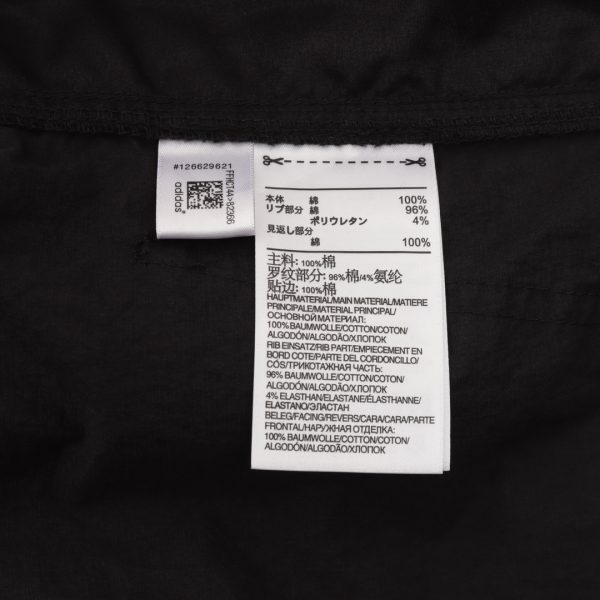 #126629621
FFHCT44>82366
adidas
本体 綿 100%
リブ部分 綿 96%
ポリウレタン 4%
見返し部分
綿 100%
主料: 100%棉
罗纹部分: 96%棉/4%氨纶
贴边: 100%棉
HAUPTMATERIAL/MAIN MATERIAL/MATIERE
PRINCIPALE/MATERIAL PRINCIPAL/
ОСНОВНОЙ МАТЕРИАЛ:
100% BAUMWOLLE/COTTON/COTON/
ALGODÓN/ALGODÃO/ХЛОПОК
RIB EINSATZ/RIB PART/EMPIECEMENT EN
BORD COTE/PARTE DEL CORDONCILLO/
CÓS/ТРИКОТАЖНАЯ ЧАСТЬ:
96% BAUMWOLLE/COTTON/COTON/
ALGODÓN/ALGODÃO/ХЛОПОК
4% ELASTHAN/ELASTANE/ÉLASTHANNE/
ELASTANO/ЭЛАСТАН
BELEG/FACING/REVERS/CARA/CARA/PARTE
FRONTAL/НАРУЖНАЯ ОТДЕЛКА:
100% BAUMWOLLE/COTTON/COTON/
ALGODÓN/ALGODÃO/ХЛОПОК